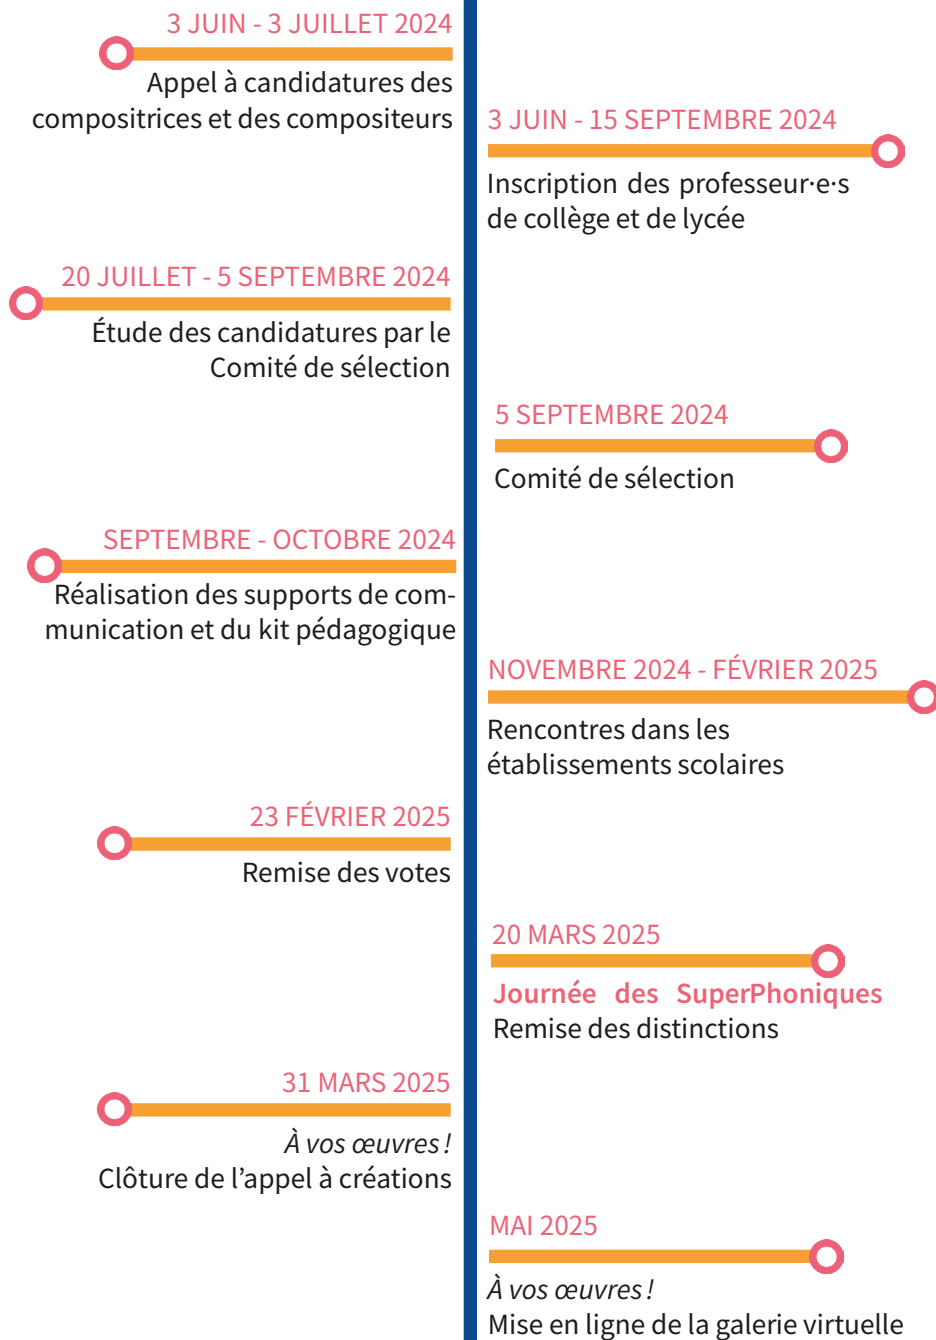 3 JUIN - 3 JUILLET 2024
Appel à candidatures des
compositrices et des compositeurs
3 JUIN - 15 SEPTEMBRE 2024
Inscription des professeur·e·s
de collège et de lycée
20 JUILLET - 5 SEPTEMBRE 2024
Étude des candidatures par le
Comité de sélection
5 SEPTEMBRE 2024
Comité de sélection
SEPTEMBRE - OCTOBRE 2024
Réalisation des supports de com-
munication et du kit pédagogique
NOVEMBRE 2024 - FÉVRIER 2025
Rencontres dans les
établissements scolaires
23 FÉVRIER 2025
Remise des votes
20 MARS 2025
Journée des SuperPhoniques
Remise des distinctions
31 MARS 2025
À vos œuvres !
Clôture de l’appel à créations
MAI 2025
À vos œuvres !
Mise en ligne de la galerie virtuelle